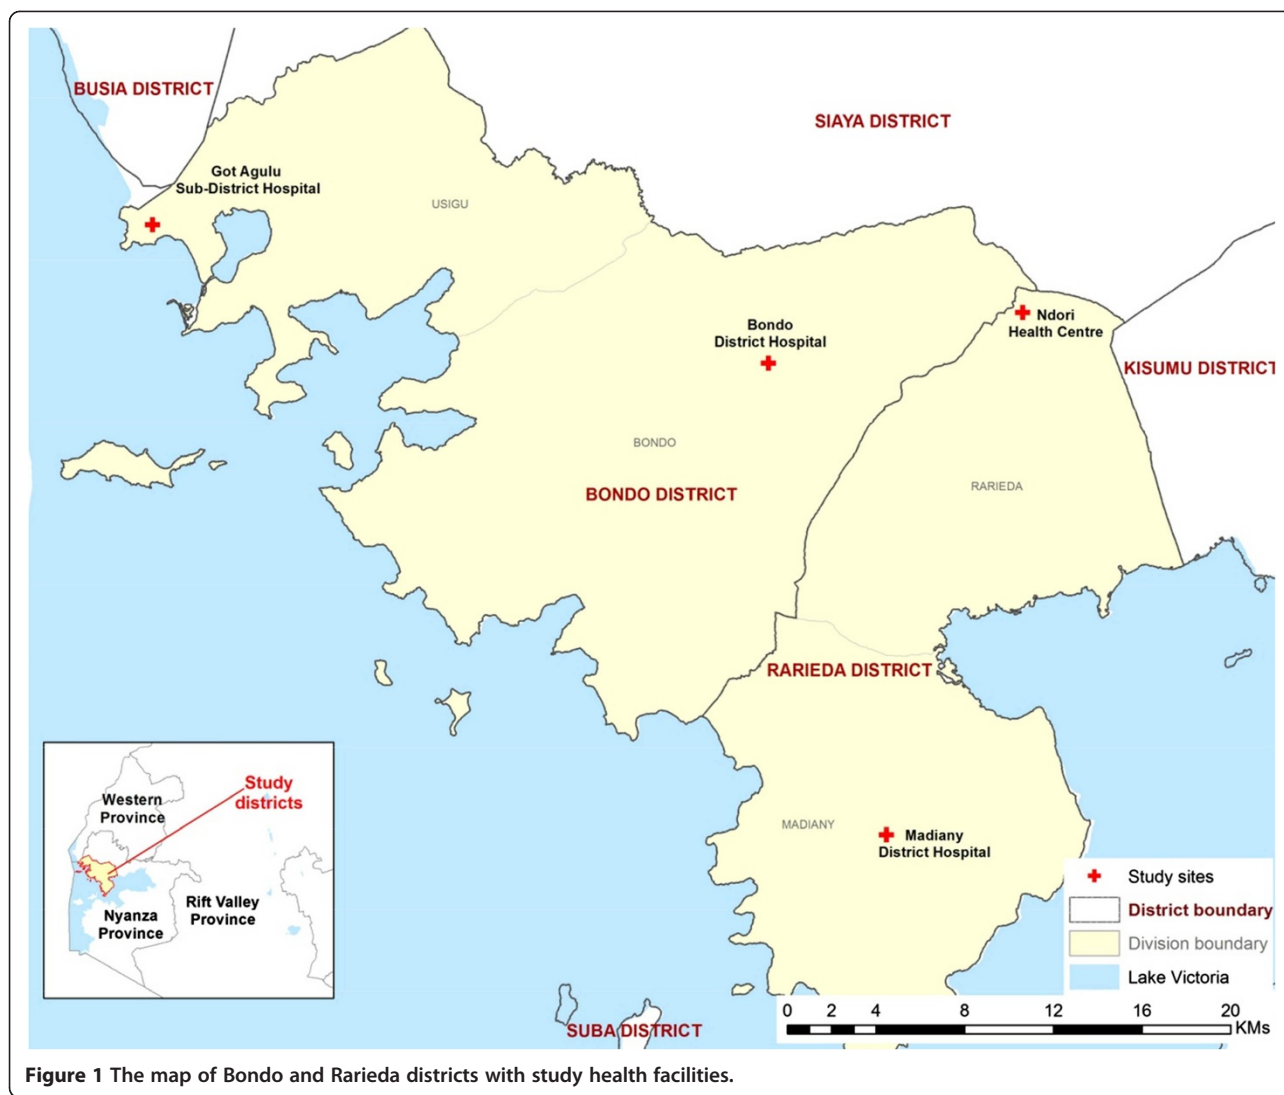 BUSIA DISTRICT
SIAYA DISTRICT
Got Agulu
Sub-District Hospital
USIGU
Bondo
District Hospital
Ndori
Health Centre
KISUMU DISTRICT
BONDO
BONDO DISTRICT
RARIEDA
RARIEDA DISTRICT
MADIANY
Madiany
District Hospital
SUBA DISTRICT
Study
districts
Western
Province
Rift Valley
Province
Nyanza
Province
Study sites
District boundary
Division boundary
Lake Victoria
0 2 4 8 12 16 20
KMs
Figure 1 The map of Bondo and Rarieda districts with study health facilities.